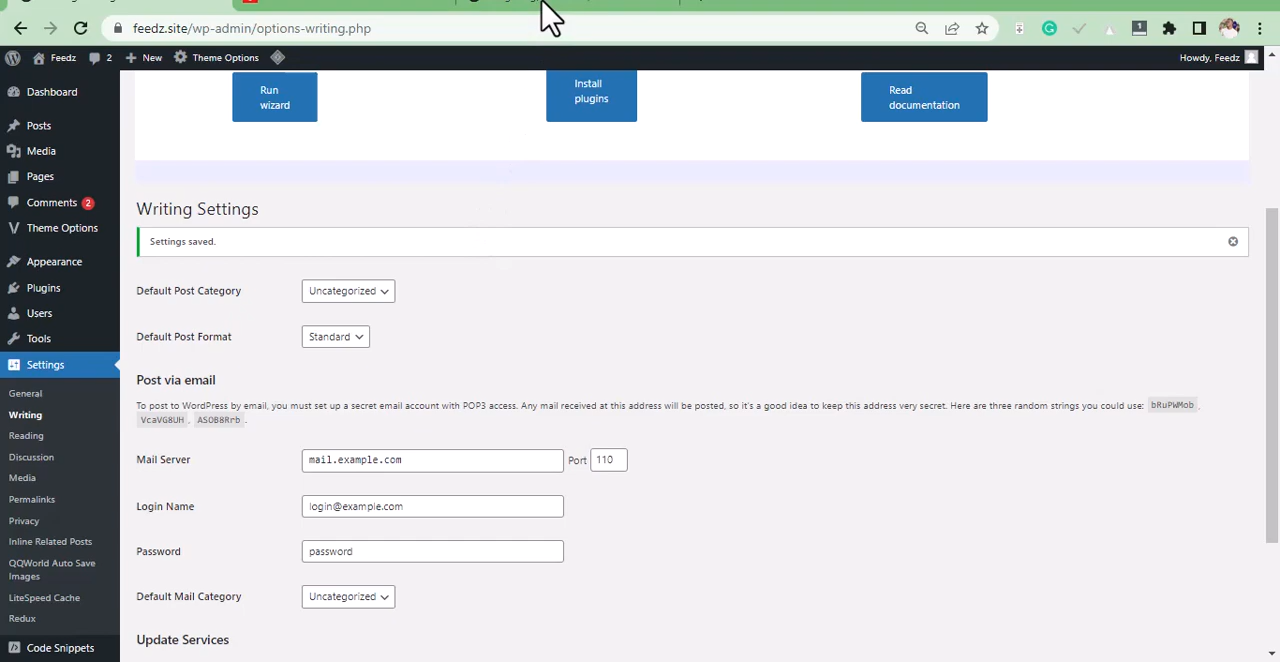 feedz.site/wp-admin/options-writing.php
1
Feedz 2 New Theme Options
Howdy, Feedz
Dashboard
Posts
Media
Pages
Comments 2
Theme Options
Appearance
Plugins
Users
Tools
Settings
General
Writing
Reading
Discussion
Media
Permalinks
Privacy
Inline Related Posts
QQWorld Auto Save
Images
LiteSpeed Cache
Redux
Code Snippets
Run
wizard
Install
plugins
Read
documentation
Writing Settings
Settings saved.
Default Post Category Uncategorized
Default Post Format Standard
Post via email
To post to WordPress by email, you must set up a secret email account with POP3 access. Any mail received at this address will be posted, so it's a good idea to keep this address very secret. Here are three random strings you could use: bRuPWMob ,
VcaVG8UH , ASOB8Rrb .
Mail Server mail.example.com Port 110
Login Name login@example.com
Password password
Default Mail Category Uncategorized
Update Services